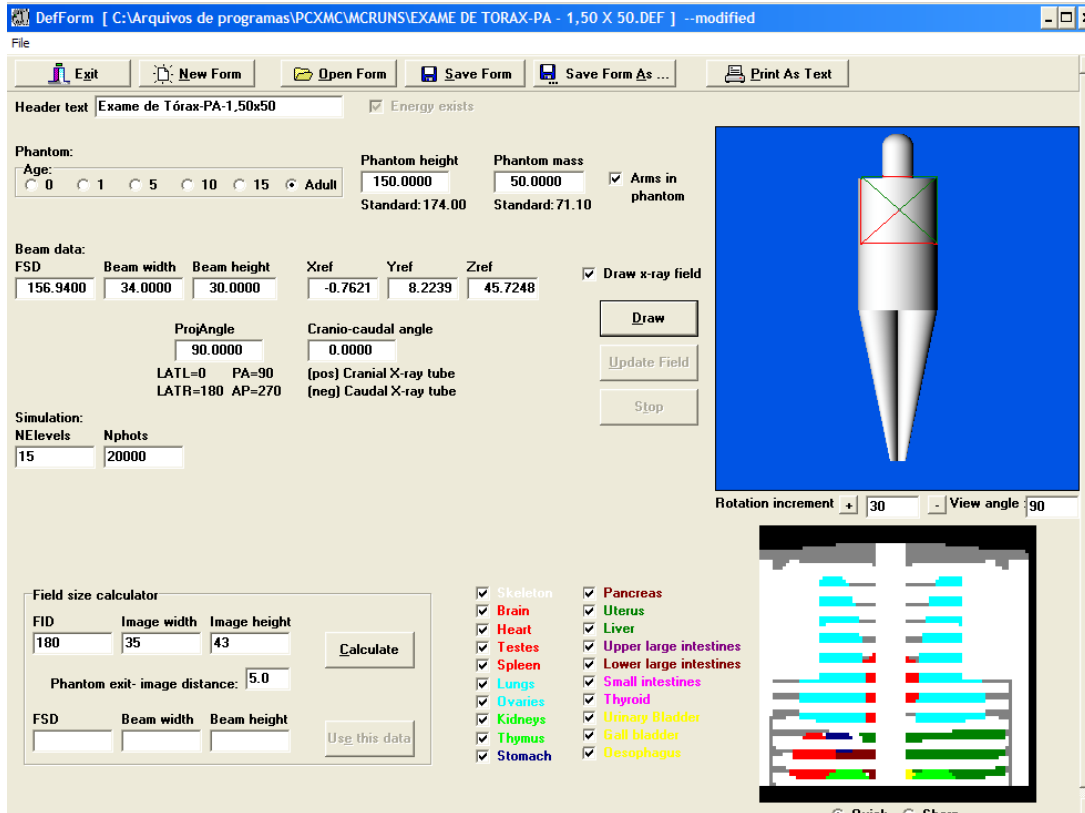 DefForm [ C:\Arquivos de programas\PCXMC\MCRUNS\EXAME DE TORAX-PA - 1,50 X 50.DEF ] --modified
File
Exit New Form Open Form Save Form Save Form As ... Print As Text
Header text Exame de Tórax-PA-1,50x50 Energy exists
Phantom:
Age:
0 1 5 10 15 Adult
Phantom height Phantom mass
150.0000 50.0000 Arms in
phantom
Standard: 174.00 Standard: 71.10
Beam data:
FSD Beam width Beam height Xref Yref Zref
156.9400 34.0000 30.0000 -0.7621 8.2239 45.7248 Draw x-ray field
Draw
ProjAngle Cranio-caudal angle
90.0000 0.0000
Update Field
LATL=0 PA=90 (pos) Cranial X-ray tube
LATR=180 AP=270 (neg) Caudal X-ray tube
Stop
Simulation:
NElevels Nphots
15 20000
Rotation increment + 30 - View angle : 90
Field size calculator
FID Image width Image height
180 35 43
Calculate
Phantom exit- image distance: 5.0
FSD Beam width Beam height
Use this data
Skeleton Pancreas
Brain Uterus
Heart Liver
Testes Upper large intestines
Spleen Lower large intestines
Lungs Small intestines
Ovaries Thyroid
Kidneys Urinary Bladder
Thymus Gall bladder
Stomach Oesophagus